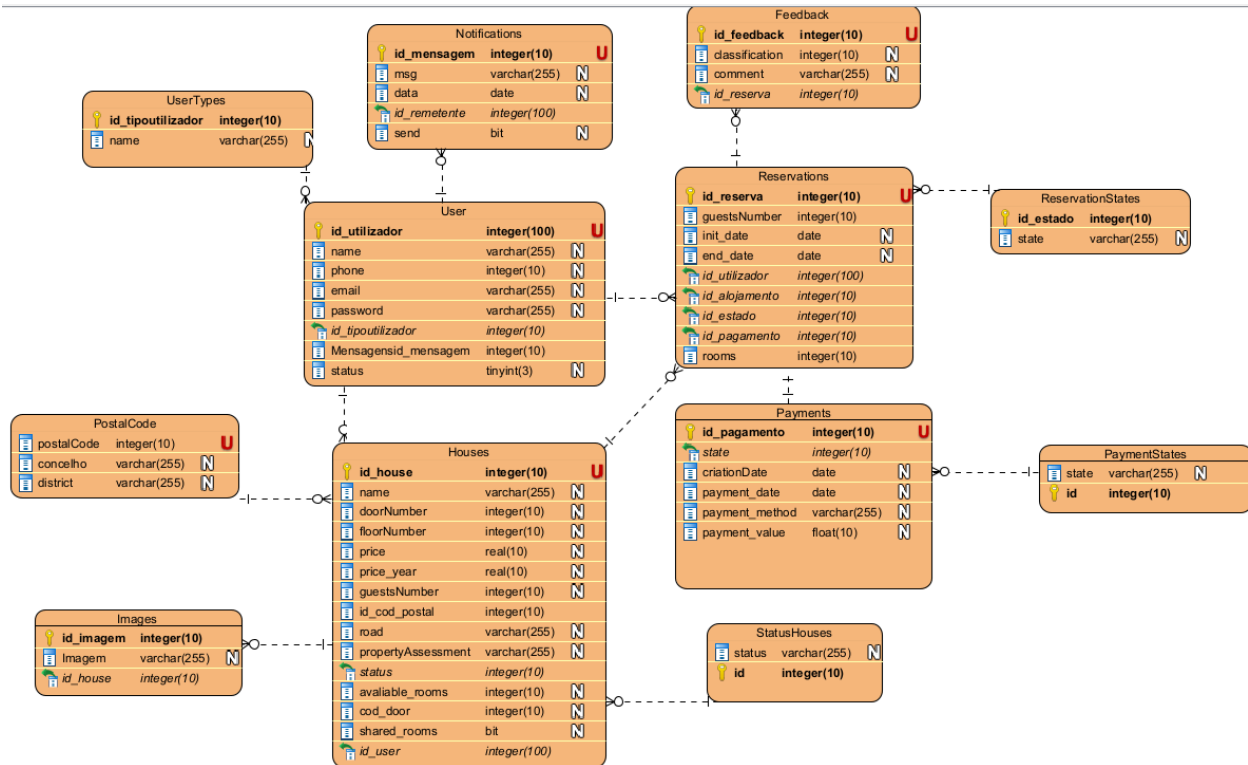 Notifications
id_mensagem integer(10) U
msg varchar(255) N
data date N
id_remetente integer(100)
send bit N
Feedback
id_feedback integer(10) U
classification integer(10) N
comment varchar(255) N
id_reserva integer(10)
UserTypes
id_tipoutilizador integer(10)
name varchar(255) N
User
id_utilizador integer(100) U
name varchar(255) N
phone integer(10) N
email varchar(255) N
password varchar(255) N
id_tipoutilizador integer(10)
Mensagensid_mensagem integer(10)
status tinyint(3) N
Reservations
id_reserva integer(10) U
guestsNumber integer(10)
init_date date N
end_date date N
id_utilizador integer(100)
id_alojamento integer(10)
id_estado integer(10)
id_pagamento integer(10)
rooms integer(10)
ReservationStates
id_estado integer(10)
state varchar(255) N
PostalCode
postalCode integer(10) U
concelho varchar(255) N
district varchar(255) N
Houses
id_house integer(10) U
name varchar(255) N
doorNumber integer(10) N
floorNumber integer(10) N
price real(10) N
price_year real(10) N
guestsNumber integer(10) N
id_cod_postal integer(10)
road varchar(255) N
propertyAssessment varchar(255) N
status integer(10)
avaliable_rooms integer(10) N
cod_door integer(10) N
shared_rooms bit N
id_user integer(100)
Payments
id_pagamento integer(10) U
state integer(10)
criationDate date N
payment_date date N
payment_method varchar(255) N
payment_value float(10) N
PaymentStates
state varchar(255) N
id integer(10)
Images
id_imagem integer(10)
Imagem varchar(255) N
id_house integer(10)
StatusHouses
status varchar(255) N
id integer(10)